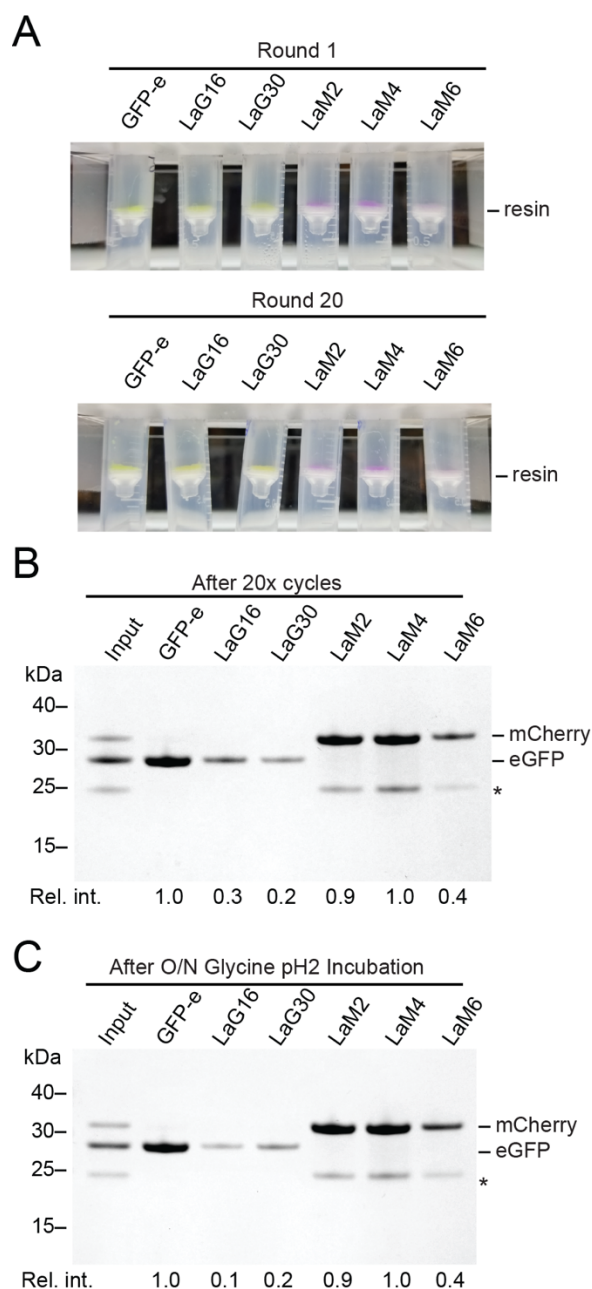 A
Round 1
GFP-e LaG16 LaG30 LaM2 LaM4 LaM6
– resin
Round 20
GFP-e LaG16 LaG30 LaM2 LaM4 LaM6
– resin
B
After 20x cycles
Input GFP-e LaG16 LaG30 LaM2 LaM4 LaM6
kDa
40–
– mCherry
30–
– eGFP
25–
*
15–
Rel. int. 1.0 0.3 0.2 0.9 1.0 0.4
C
After O/N Glycine pH2 Incubation
Input GFP-e LaG16 LaG30 LaM2 LaM4 LaM6
kDa
40–
30–
– mCherry
– eGFP
25–
*
15–
Rel. int. 1.0 0.1 0.2 0.9 1.0 0.4